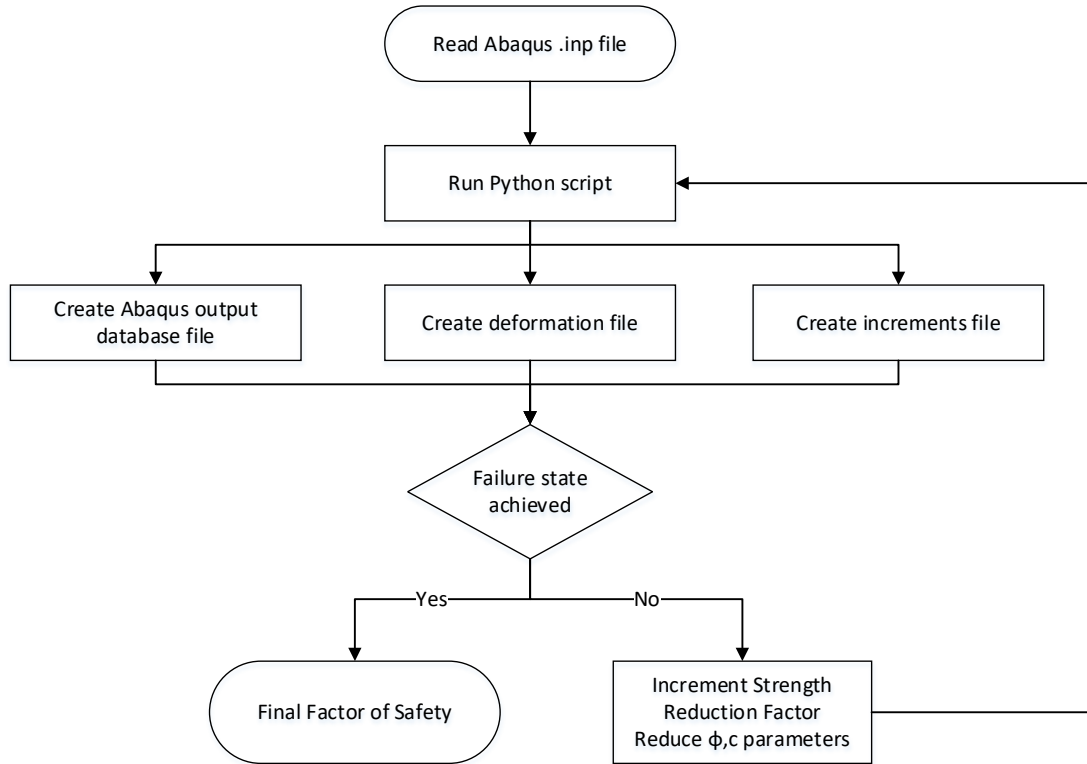 Read Abaqus .inp file
Run Python script
Create Abaqus output
database file
Create deformation file
Create increments file
Failure state
achieved
Yes
No
Final Factor of Safety
Increment Strength
Reduction Factor
Reduce ϕ,c parameters